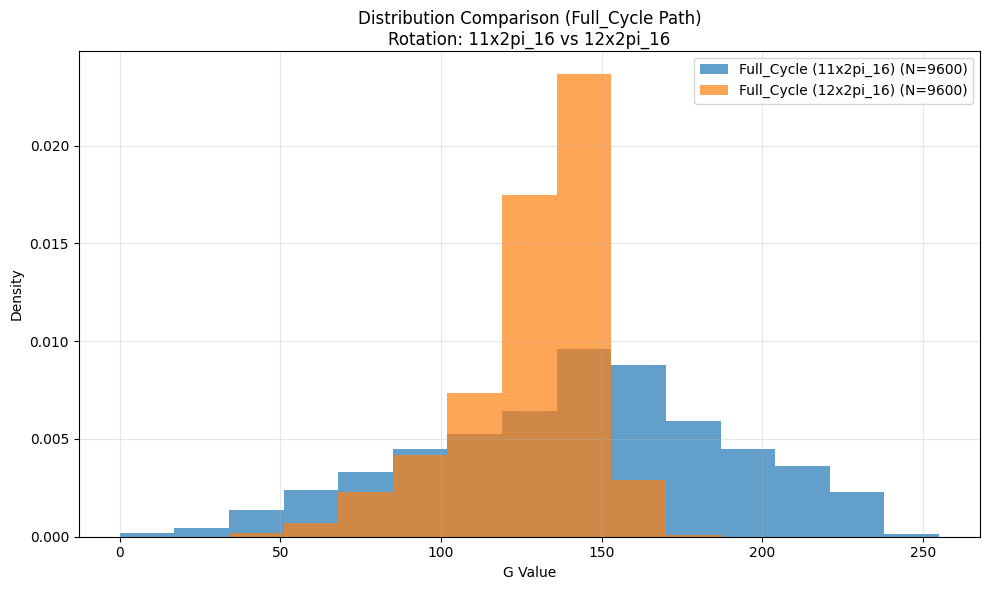 Distribution Comparison (Full_Cycle Path)
Rotation: 11x2pi_16 vs 12x2pi_16
Full_Cycle (11x2pi_16) (N=9600)
Full_Cycle (12x2pi_16) (N=9600)
Density
0.020
0.015
0.010
0.005
0.000
0 50 100 150 200 250
G Value